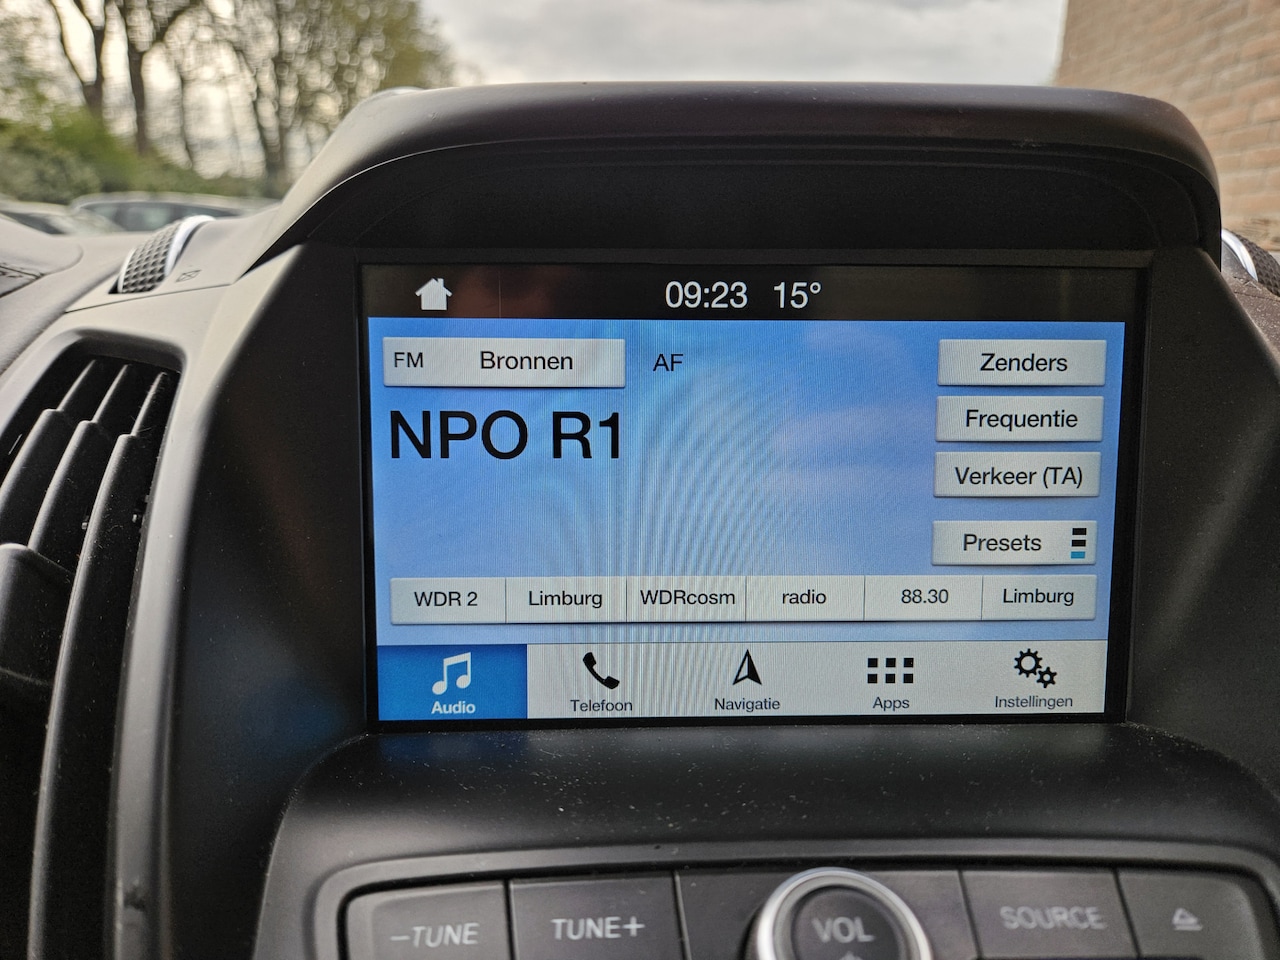 09:23 15°
FM Bronnen AF Zenders
NPO R1
Frequentie
Verkeer (TA)
Presets
WDR 2 Limburg WDRcosm radio 88.30 Limburg
Audio Telefoon Navigatie Apps Instellingen
–TUNE TUNE+ VOL SOURCE